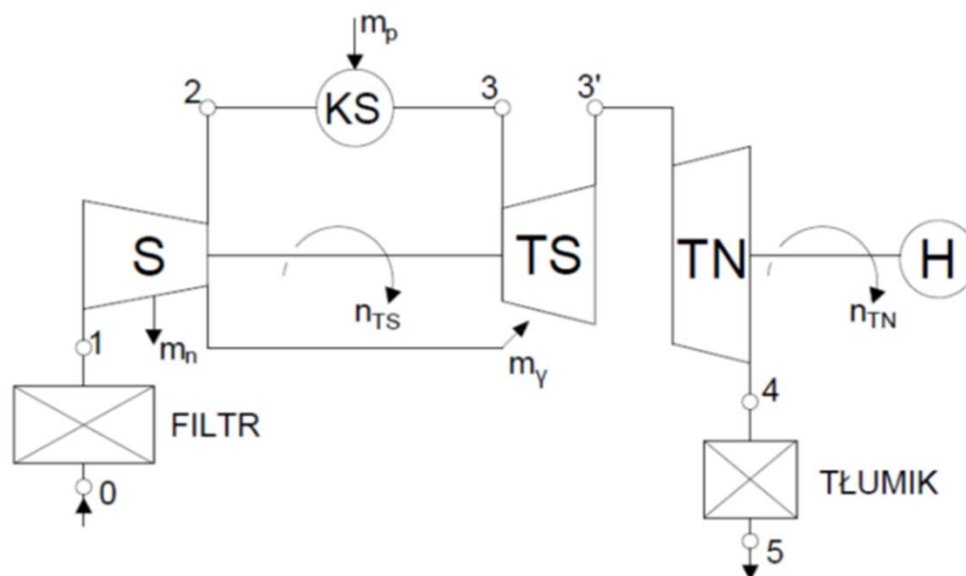 m_p
2
KS
3
3'
S
TS
TN
H
n_TS
n_TN
m_n
m_γ
1
FILTR
0
4
TŁUMIK
5